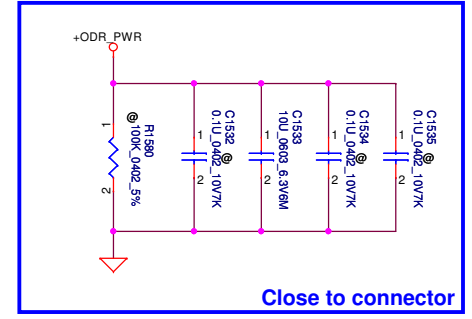 +ODR_PWR
1
2
R1580
@100K_0402_5%
1
2
C1532
@
0.1U_0402_10V7K
1
2
C1533
10U_0603_6.3V6M
1
2
C1534
@
0.1U_0402_10V7K
1
2
C1535
@
0.1U_0402_10V7K
Close to connector